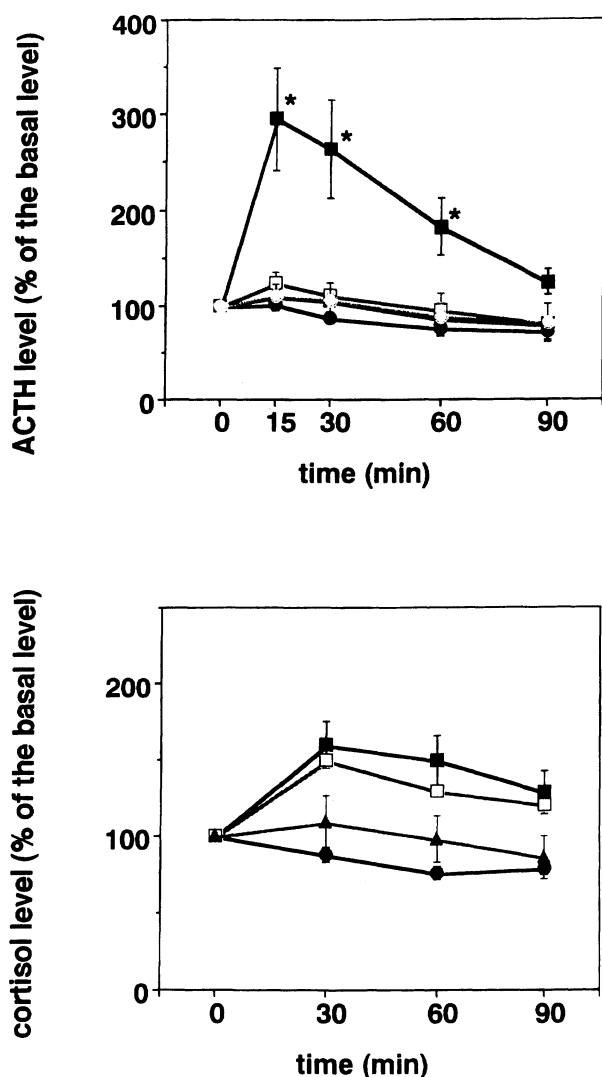 400
300
200
100
0
ACTH level (% of the basal level)
*
*
*
0 15 30 60 90
time (min)
200
100
0
cortisol level (% of the basal level)
0 30 60 90
time (min)